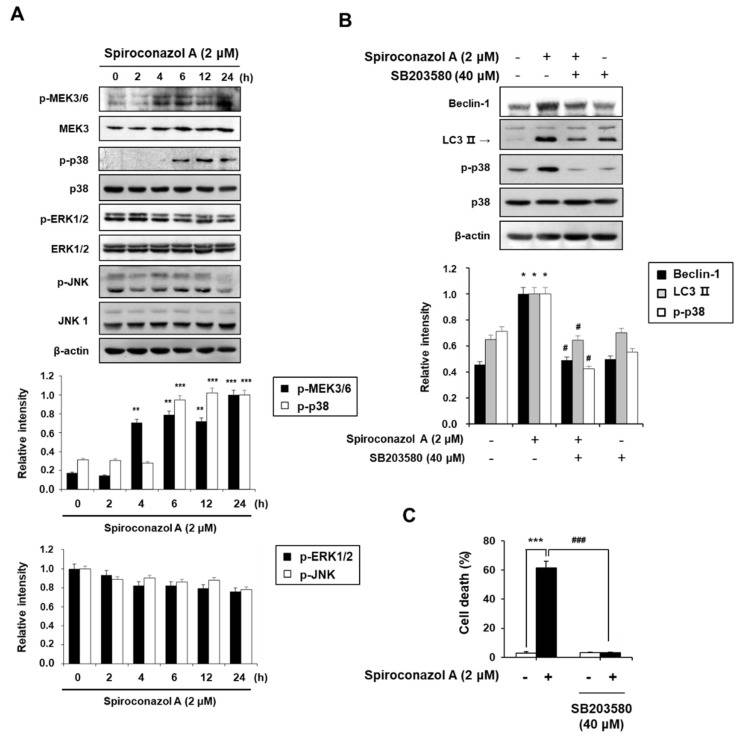 A
Spiroconazol A (2 μM)
0 2 4 6 12 24 (h)
p-MEK3/6
MEK3
p-p38
p38
p-ERK1/2
ERK1/2
p-JNK
JNK 1
β-actin
Relative intensity
1.2
1.0
0.8
0.6
0.4
0.2
0.0
** ** *** ** *** *** ***
p-MEK3/6
p-p38
0 2 4 6 12 24 (h)
Spiroconazol A (2 μM)
Relative intensity
1.2
1.0
0.8
0.6
0.4
0.2
0.0
p-ERK1/2
p-JNK
0 2 4 6 12 24 (h)
Spiroconazol A (2 μM)
B
Spiroconazol A (2 μM) - + + -
SB203580 (40 μM) - - + +
Beclin-1
LC3 Ⅱ →
p-p38
p38
β-actin
Relative intensity
1.2
1.0
0.8
0.6
0.4
0.2
0.0
* * *
# # #
Beclin-1
LC3 Ⅱ
p-p38
Spiroconazol A (2 μM) - + + -
SB203580 (40 μM) - - + +
C
Cell death (%)
80
60
40
20
0
*** ###
Spiroconazol A (2 μM) - + - +
SB203580
(40 μM)